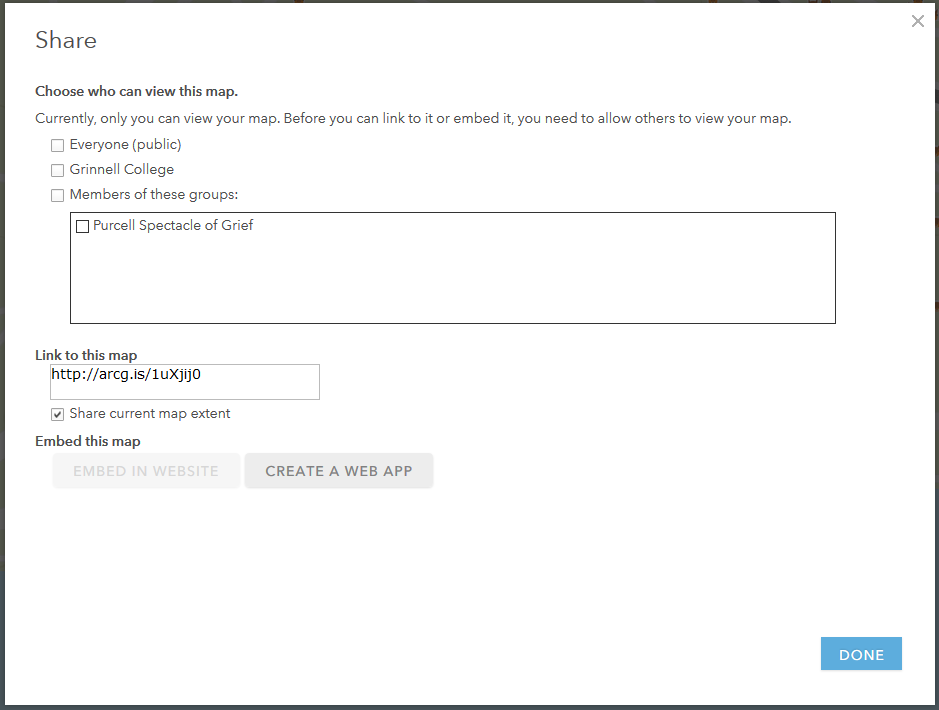 Share
Choose who can view this map.
Currently, only you can view your map. Before you can link to it or embed it, you need to allow others to view your map.
Everyone (public)
Grinnell College
Members of these groups:
Purcell Spectacle of Grief
Link to this map
http://arcg.is/1uXjij0
Share current map extent
Embed this map
EMBED IN WEBSITE CREATE A WEB APP
DONE